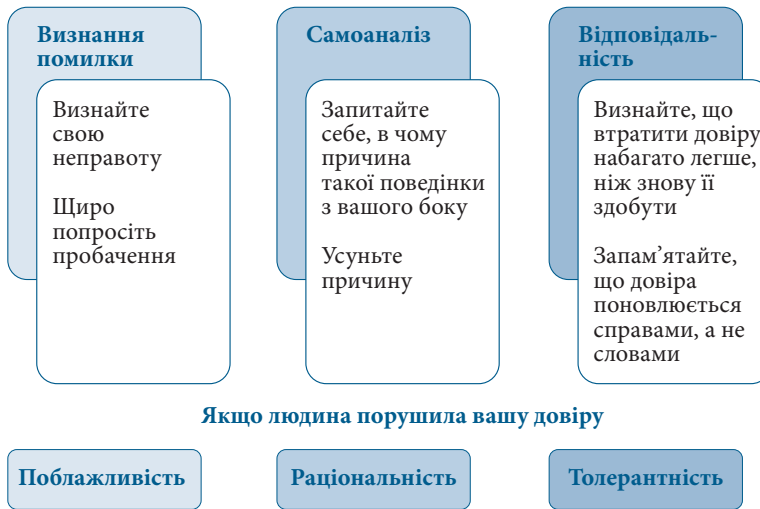 Визнання
помилки
Визнайте
свою
неправоту
Щиро
попросіть
пробачення
Самоаналіз
Запитайте
себе, в чому
причина
такої поведінки
з вашого боку
Усуньте
причину
Відповідаль-
ність
Визнайте, що
втратити довіру
набагато легше,
ніж знову її
здобути
Запам’ятайте,
що довіра
поновлюється
справами, а не
словами
Якщо людина порушила вашу довіру
Поблажливість
Раціональність
Толерантність